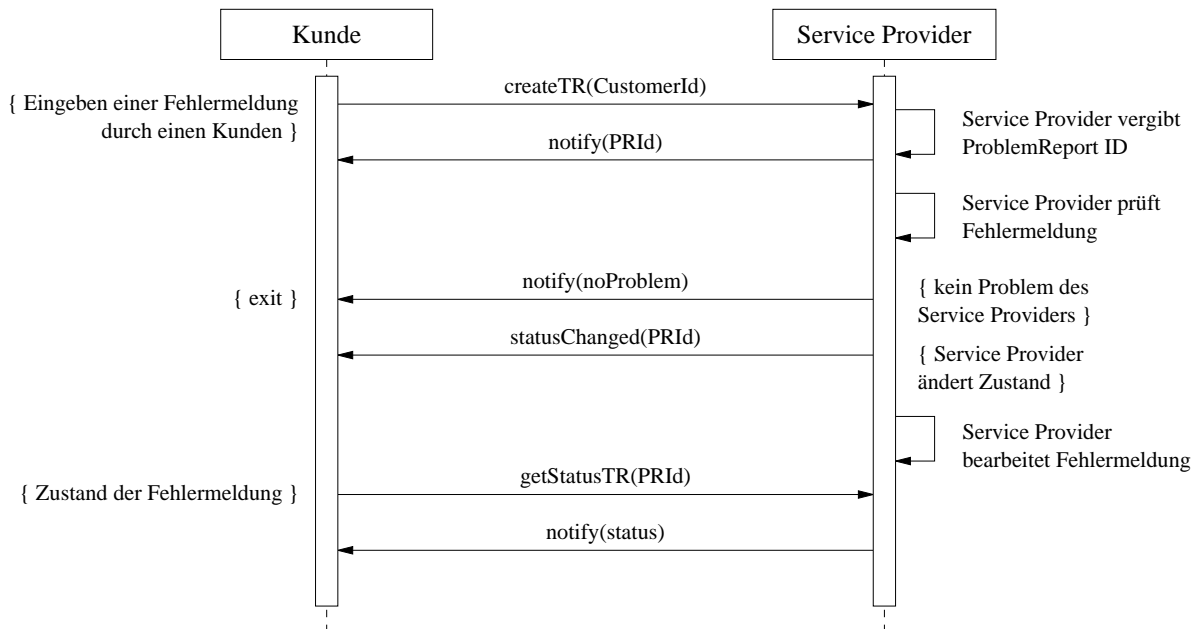 Kunde
Service Provider
createTR(CustomerId)
{ Eingeben einer Fehlermeldung
durch einen Kunden }
Service Provider vergibt
ProblemReport ID
notify(PRId)
Service Provider prüft
Fehlermeldung
notify(noProblem)
{ exit }
{ kein Problem des
Service Providers }
statusChanged(PRId)
{ Service Provider
ändert Zustand }
Service Provider
bearbeitet Fehlermeldung
getStatusTR(PRId)
{ Zustand der Fehlermeldung }
notify(status)